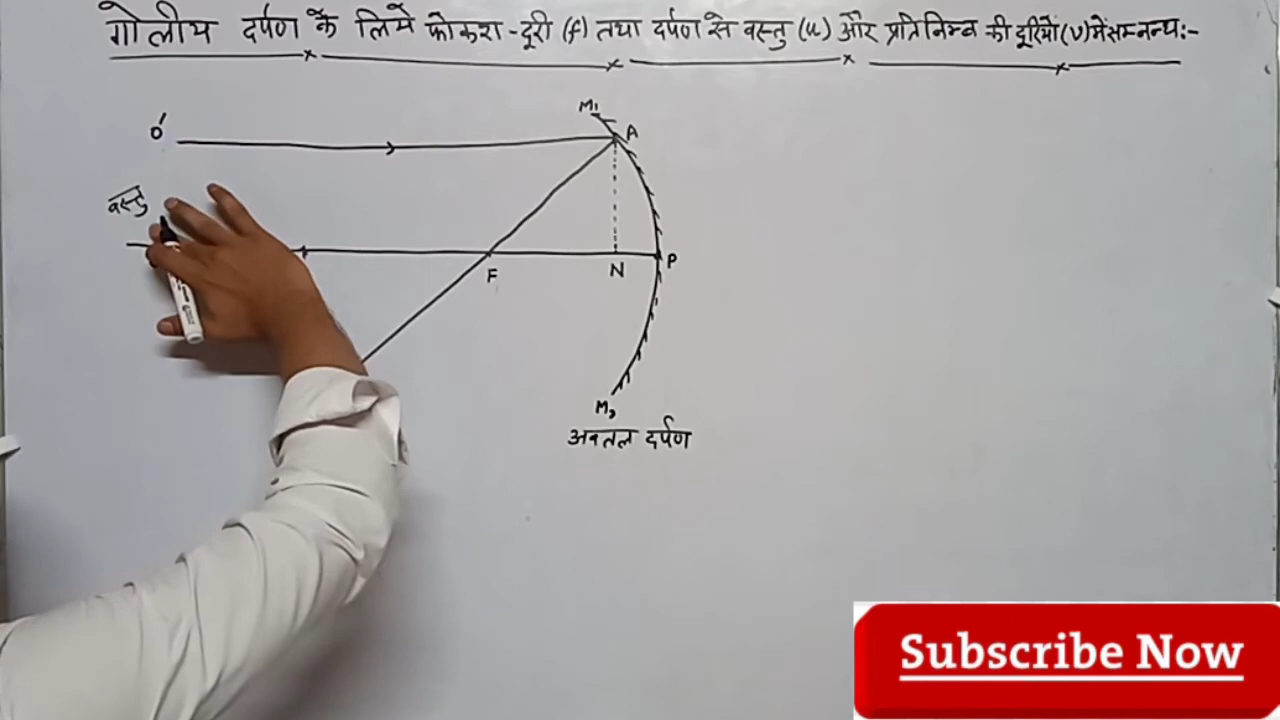 गोलीय दर्पण के लिये फोकस-दूरी (f) तथा दर्पण से वस्तु (u) और प्रतिबिम्ब की दूरियों (v) में सम्बन्ध:-
M₁
O'
A
वस्तु
F
N
P
M₂
अवतल दर्पण
Subscribe Now